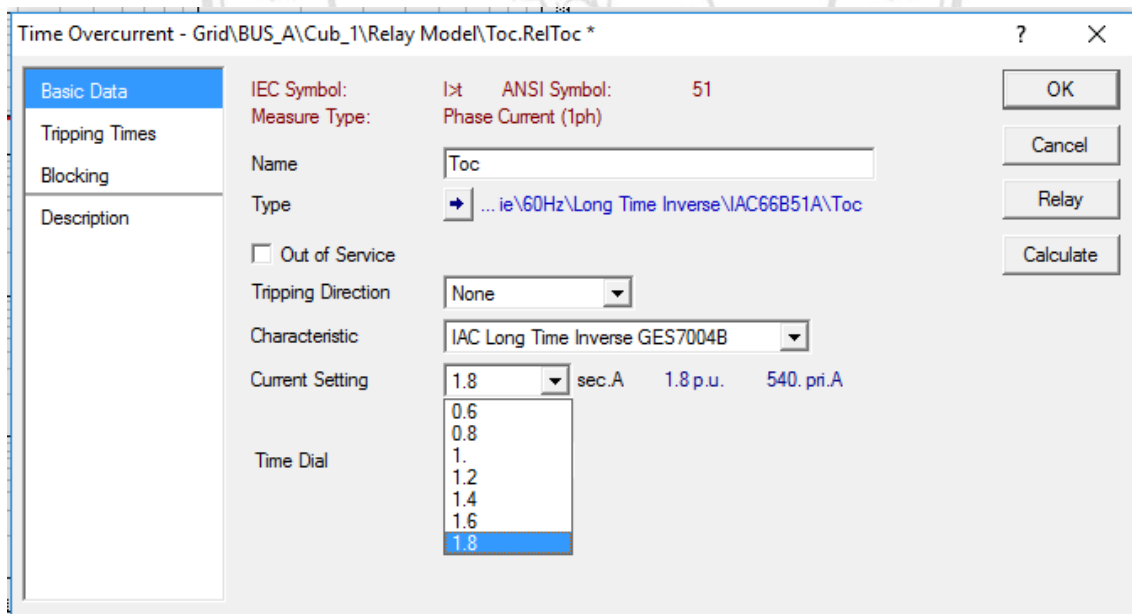 Time Overcurrent - Grid\BUS_A\Cub_1\Relay Model\Toc.RelToc *
?
Basic Data
Tripping Times
Blocking
Description
IEC Symbol: I>t ANSI Symbol: 51
Measure Type: Phase Current (1ph)
Name Toc
Type ... ie\60Hz\Long Time Inverse\IAC66B51A\Toc
Out of Service
Tripping Direction None
Characteristic IAC Long Time Inverse GES7004B
Current Setting 1.8 sec.A 1.8 p.u. 540. pri.A
0.6
0.8
1.
1.2
1.4
1.6
1.8
Time Dial
OK
Cancel
Relay
Calculate